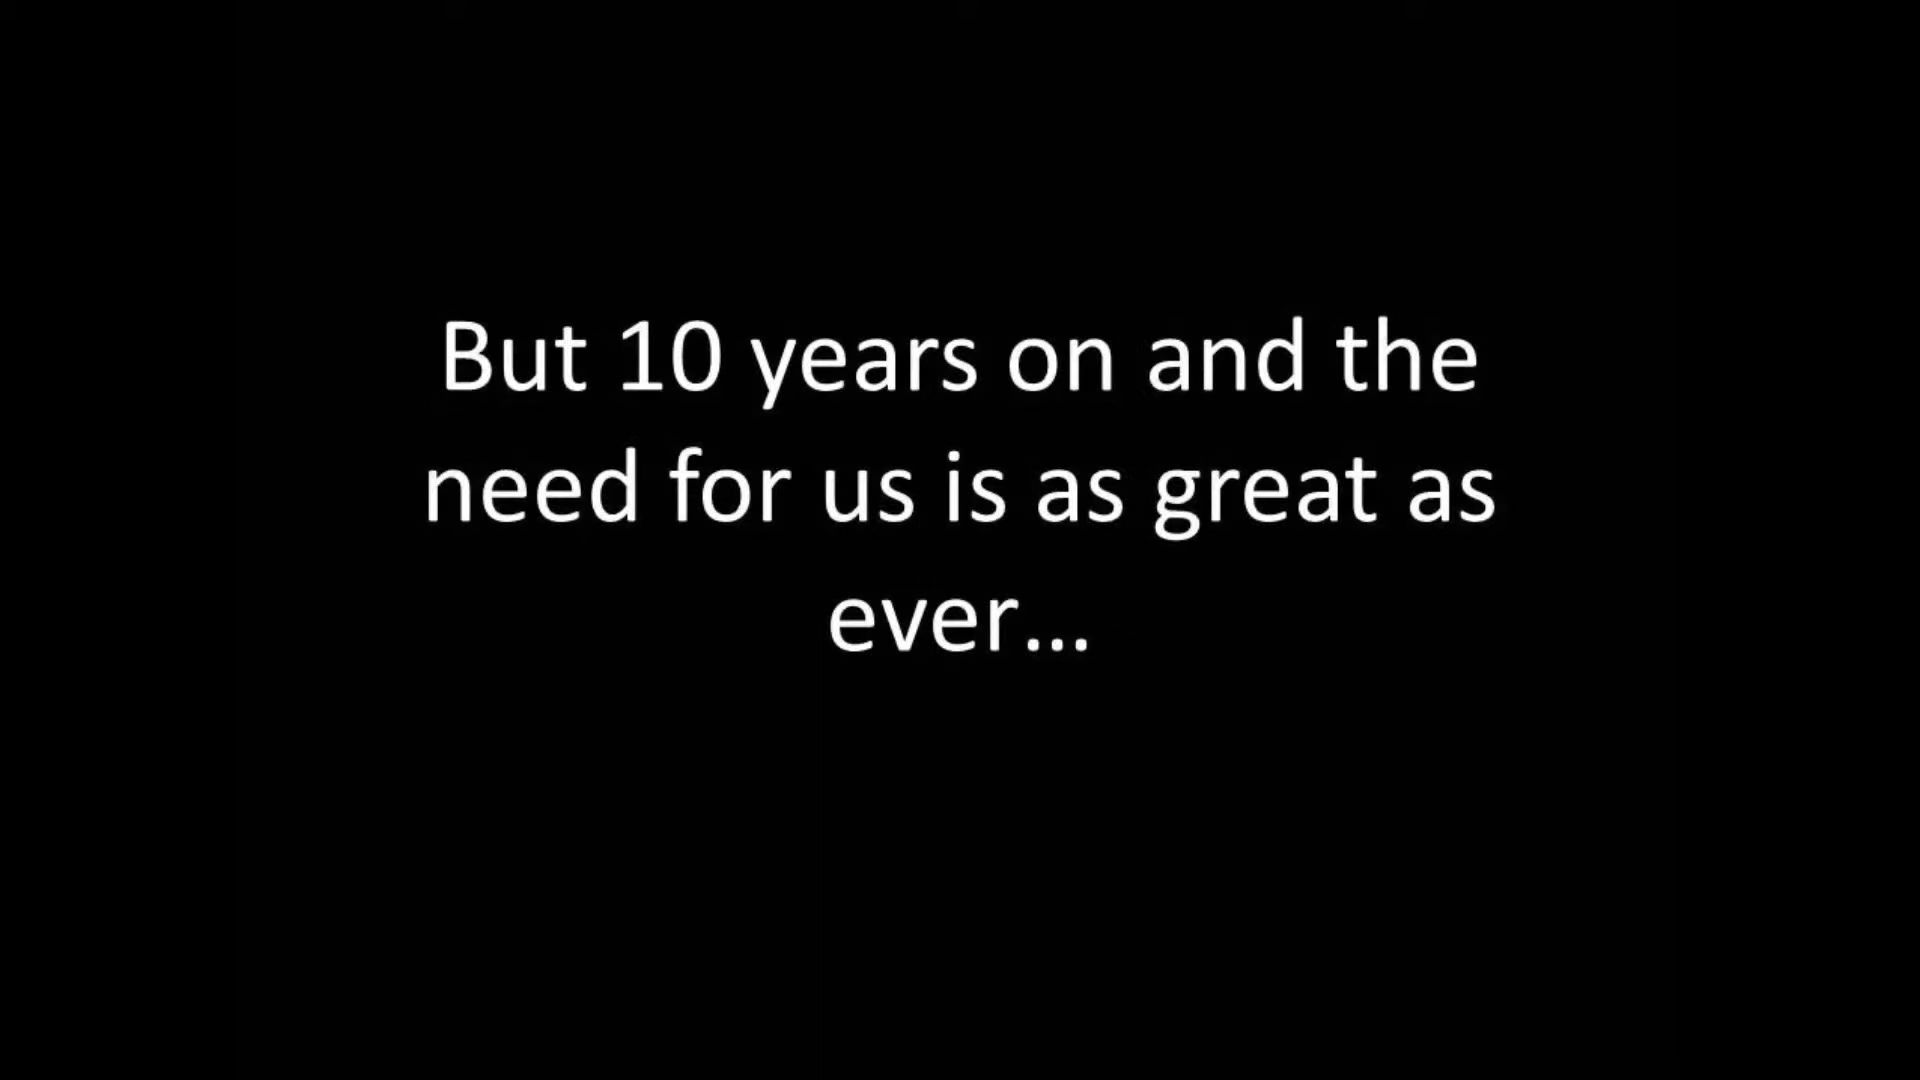 But 10 years on and the
need for us is as great as
ever...